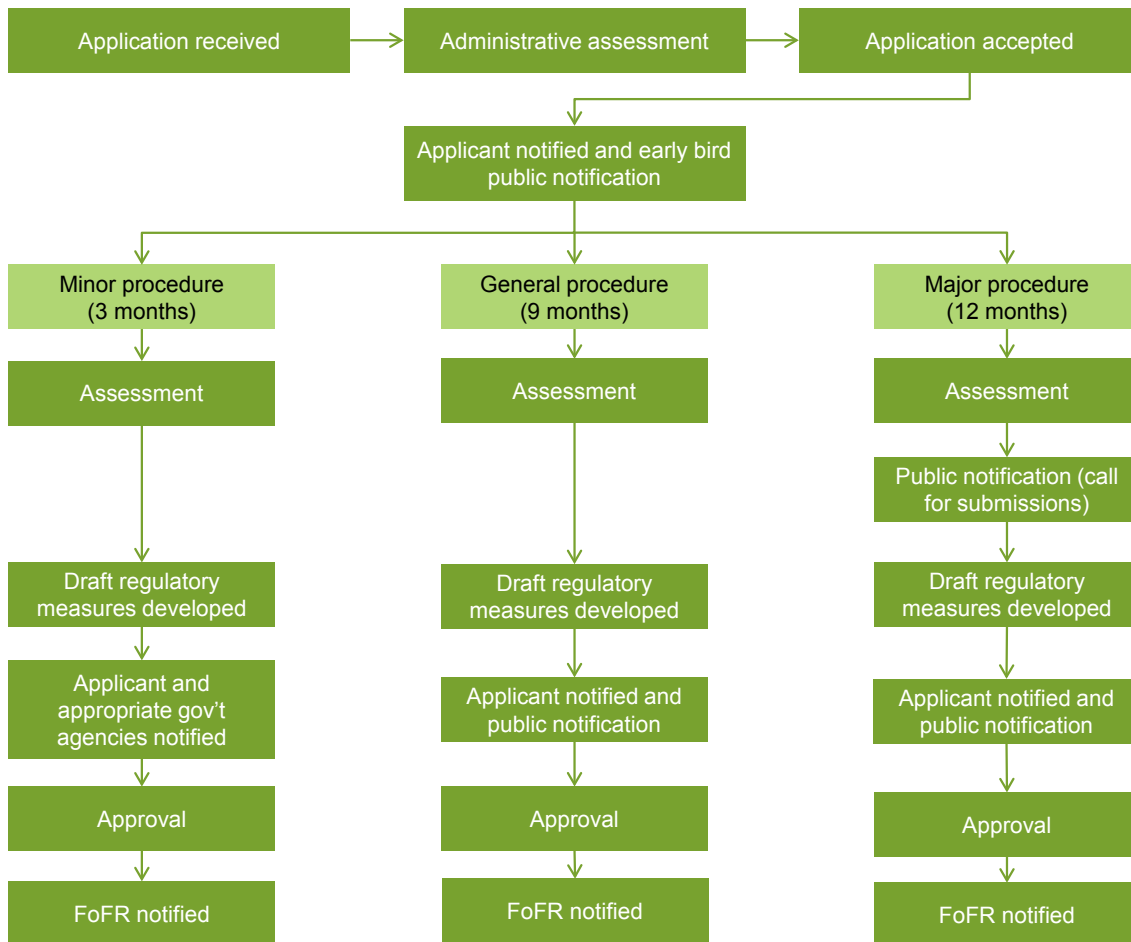 Application received
Administrative assessment
Application accepted
Applicant notified and early bird
public notification
Minor procedure
(3 months)
General procedure
(9 months)
Major procedure
(12 months)
Assessment
Assessment
Assessment
Public notification (call
for submissions)
Draft regulatory
measures developed
Draft regulatory
measures developed
Draft regulatory
measures developed
Applicant and
appropriate gov’t
agencies notified
Applicant notified and
public notification
Applicant notified and
public notification
Approval
Approval
Approval
FoFR notified
FoFR notified
FoFR notified